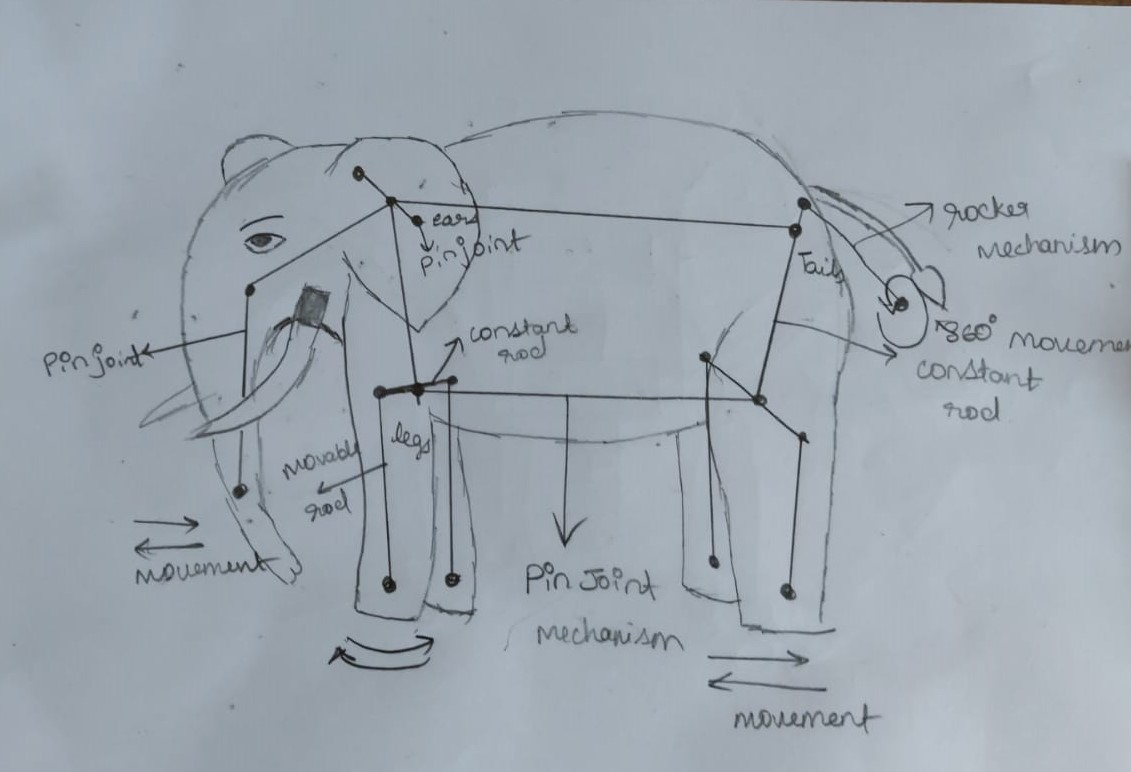 rocker
mechanism
ears
Pinjoint
Tails
constant
rod
Pinjoint
360° movemen
constant
rod
legs
movable
rod
movement
Pin Joint
mechanism
movement